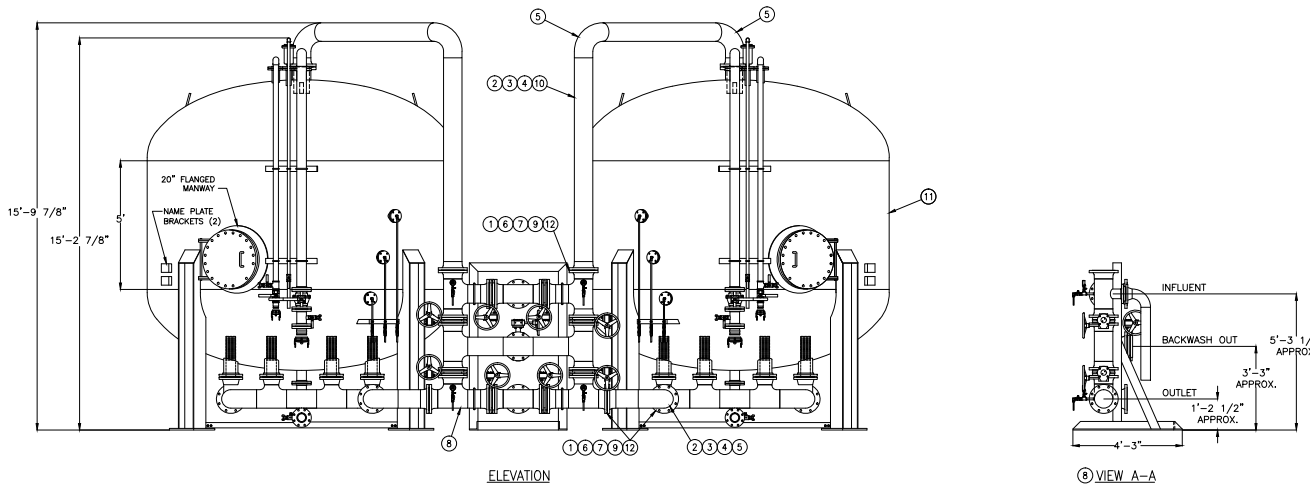 5
5
2 3 4 10
20" FLANGED
MANWAY
NAME PLATE
BRACKETS (2)
15'-9 7/8"
15'-2 7/8"
5'
11
1 6 7 9 12
8
1 6 7 9 12
2 3 4 5
ELEVATION
INFLUENT
BACKWASH OUT
OUTLET
5'-3 1/
APPROX
3'-3"
APPROX.
1'-2 1/2"
APPROX.
4'-3"
8 VIEW A-A